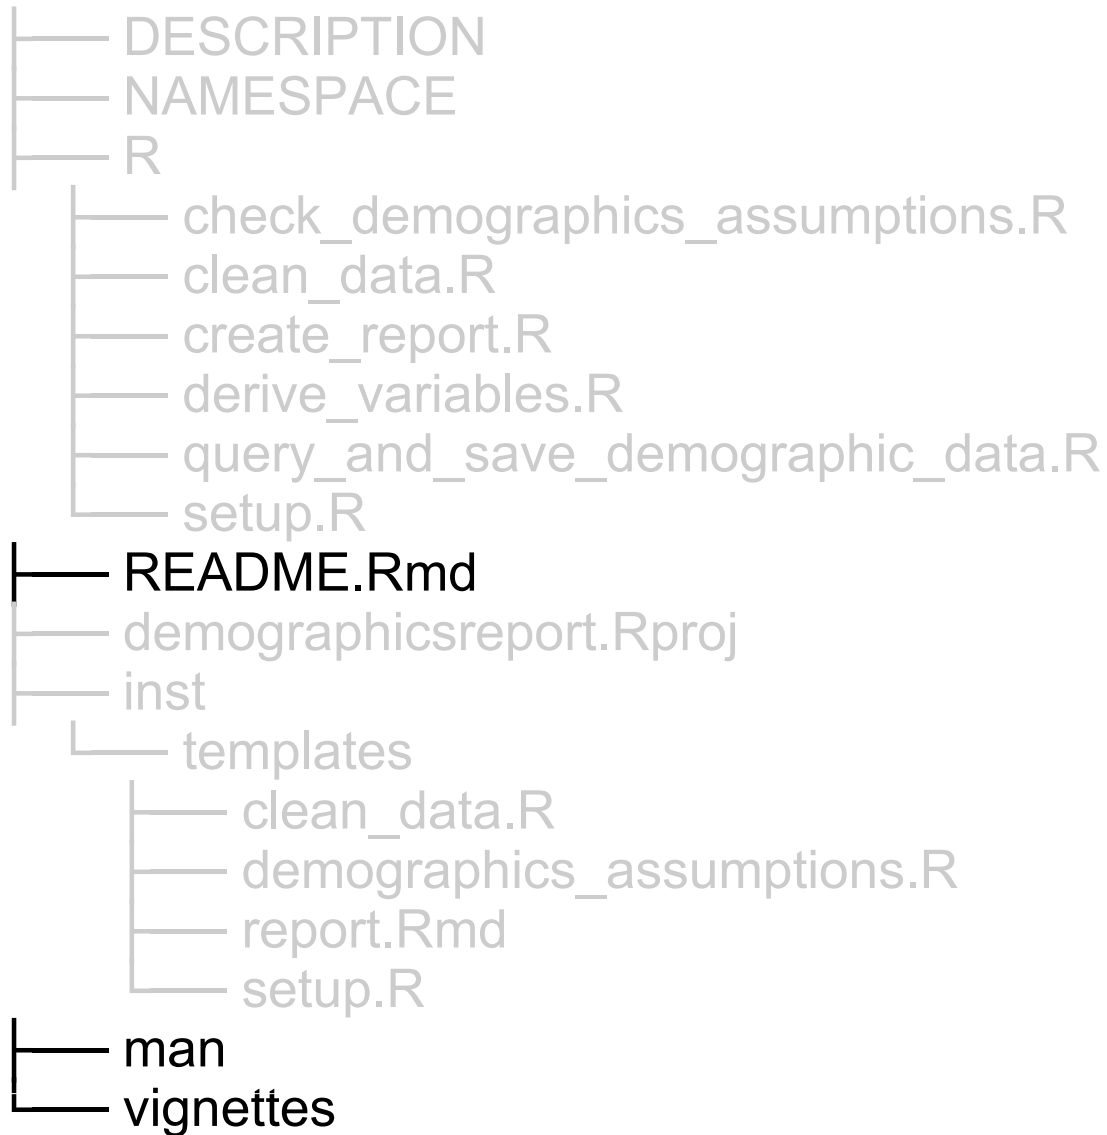 DESCRIPTION
NAMESPACE
R
check_demographics_assumptions.R
clean_data.R
create_report.R
derive_variables.R
query_and_save_demographic_data.R
setup.R
README.Rmd
demographicsreport.Rproj
inst
templates
clean_data.R
demographics_assumptions.R
report.Rmd
setup.R
man
vignettes